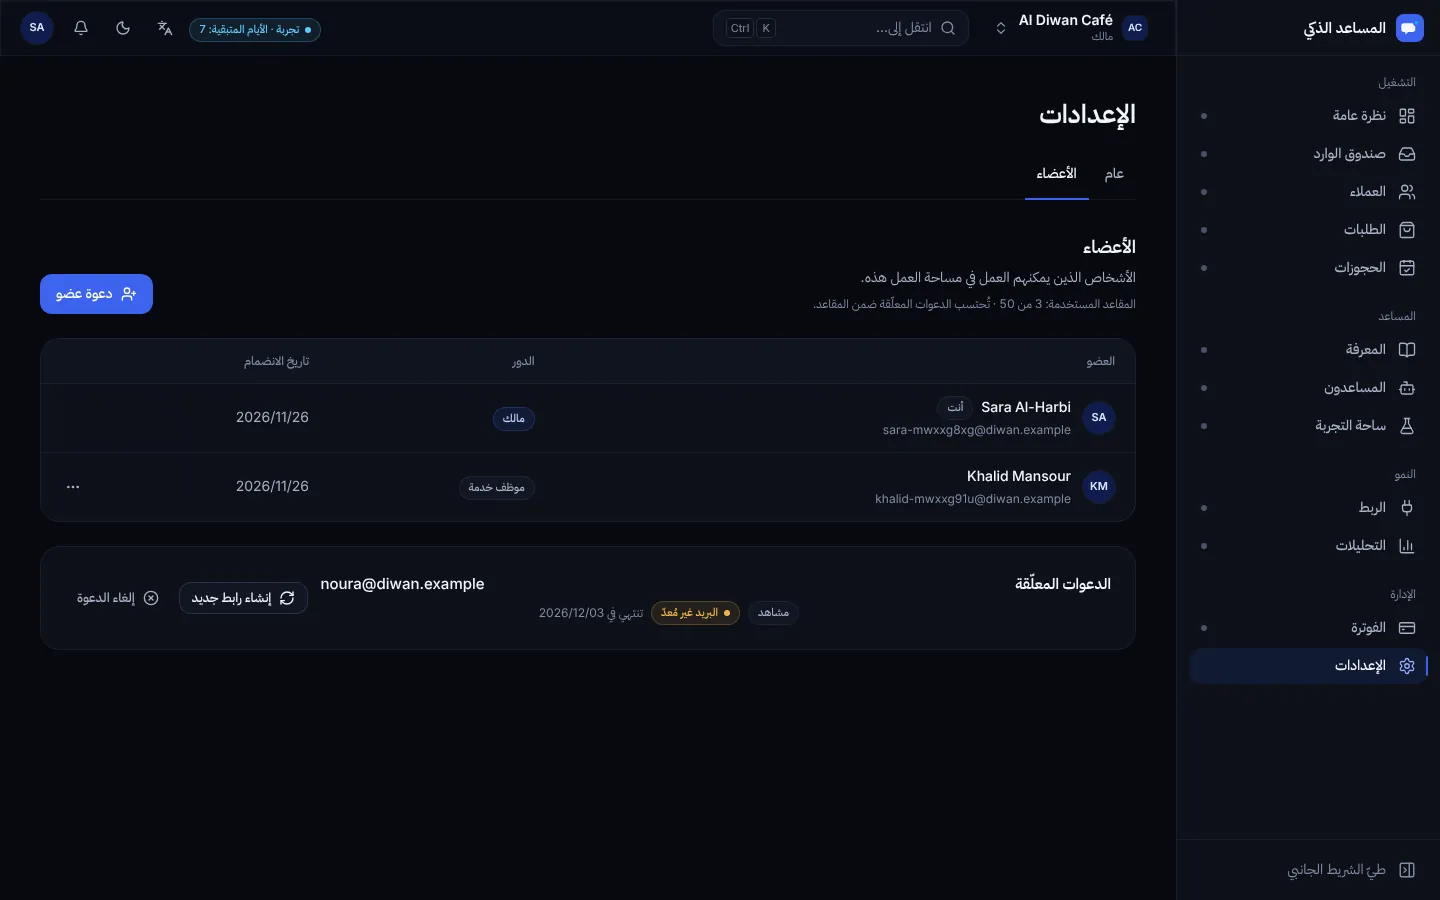 المساعد الذكي
التشغيل
نظرة عامة
صندوق الوارد
العملاء
الطلبات
الحجوزات
المساعد
المعرفة
المساعدون
ساحة التجربة
النمو
الربط
التحليلات
الإدارة
الفوترة
الإعدادات
طيّ الشريط الجانبي
AC
Al Diwan Café
مالك
انتقل إلى...
Ctrl K
تجربة · الأيام المتبقية: 7
SA
الإعدادات
عام
الأعضاء
الأعضاء
الأشخاص الذين يمكنهم العمل في مساحة العمل هذه.
المقاعد المستخدمة: 3 من 50 · تُحتسب الدعوات المعلّقة ضمن المقاعد.
دعوة عضو
العضو الدور تاريخ الانضمام
SA Sara Al-Harbi أنت مالك 2026/11/26
sara-mwxxg8xg@diwan.example
KM Khalid Mansour موظف خدمة 2026/11/26
khalid-mwxxg91u@diwan.example
الدعوات المعلّقة
noura@diwan.example
مشاهد البريد غير مُعدّ تنتهي في 2026/12/03
إنشاء رابط جديد
إلغاء الدعوة